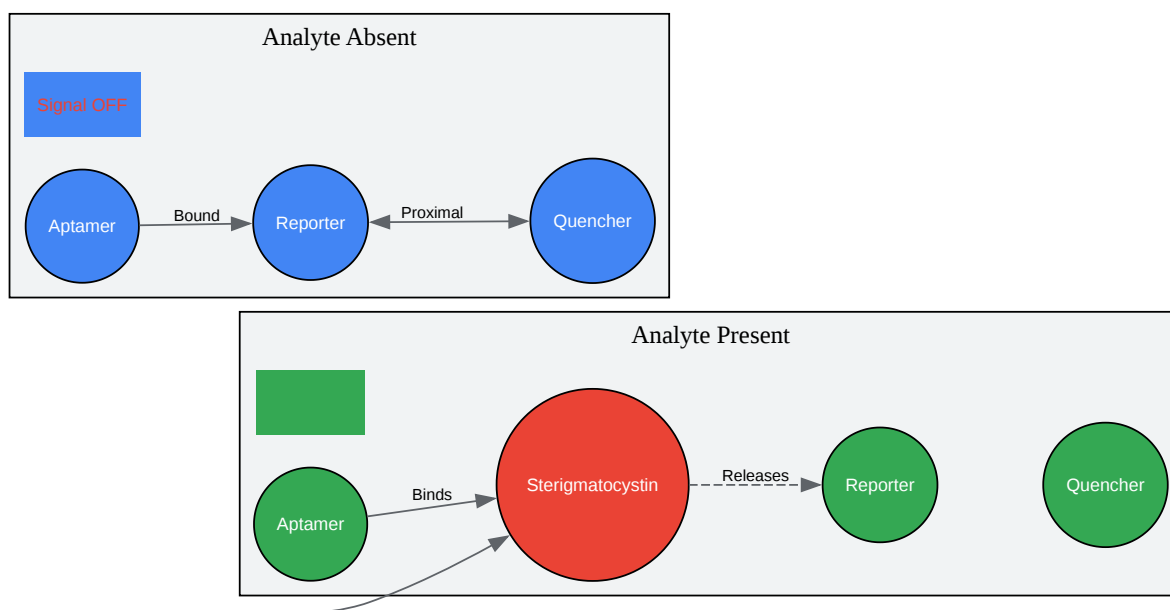 Analyte Absent
Signal OFF
Aptamer
Bound
Reporter
Proximal
Quencher
Analyte Present
Aptamer
Binds
Sterigmatocystin
Releases
Reporter
Quencher